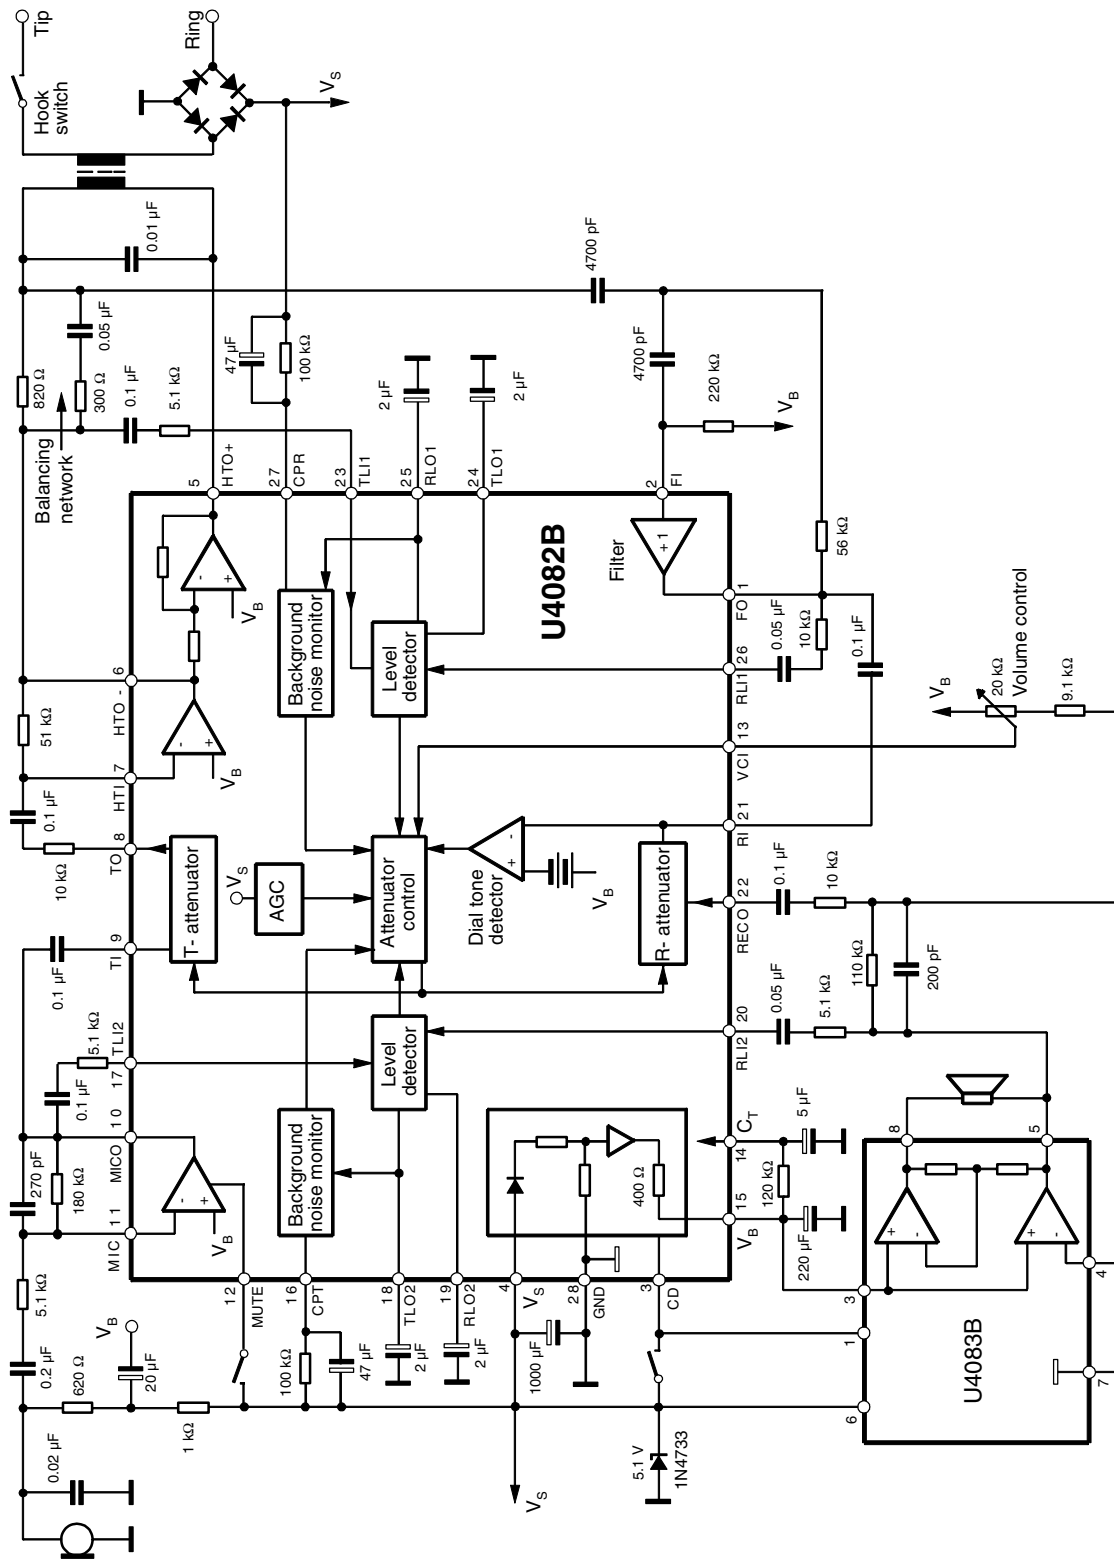 Tip
Hook
switch
Ring
V_S
0.01 µF
820 Ω
0.05 µF
300 Ω
0.1 µF
5.1 kΩ
Balancing
network
47 µF
100 kΩ
2 µF
2 µF
4700 pF
4700 pF
220 kΩ
V_B
5
HTO+
27
CPR
23
TLI1
25
RLO1
24
TLO1
2
FI
6
HTO -
51 kΩ
HTI 7
0.1 µF
10 kΩ
TO 8
TI 9
0.1 µF
5.1 kΩ
17 TLI2
0.1 µF
MICO 10
270 pF
180 kΩ
MIC 11
5.1 kΩ
0.2 µF
620 Ω
V_B
20 µF
1 kΩ
0.02 µF
U4082B
-
+
V_B
-
+
V_B
Background
noise monitor
Level
detector
Filter
+ 1
T- attenuator
V_S
AGC
Attenuator
control
-
+
Dial tone
detector
V_B
R- attenuator
Level
detector
Background
noise monitor
-
+
V_B
400 Ω
12
MUTE
16
CPT
18
TLO2
19
RLO2
4
V_S
28
GND
3
CD
100 kΩ
47 µF
2 µF
2 µF
1000 µF
V_S
5.1 V
1N4733
FO 1
56 kΩ
0.05 µF
10 kΩ
RLI1 26
0.1 µF
VCI 13
V_B
20 kΩ
Volume control
9.1 kΩ
RI 21
RECO 22
0.1 µF
10 kΩ
110 kΩ
200 pF
RLI2 20
0.05 µF
5.1 kΩ
C_T
14
5 µF
120 kΩ
V_B
15
220 µF
8
5
3
4
1
6
7
+
-
+
-
U4083B